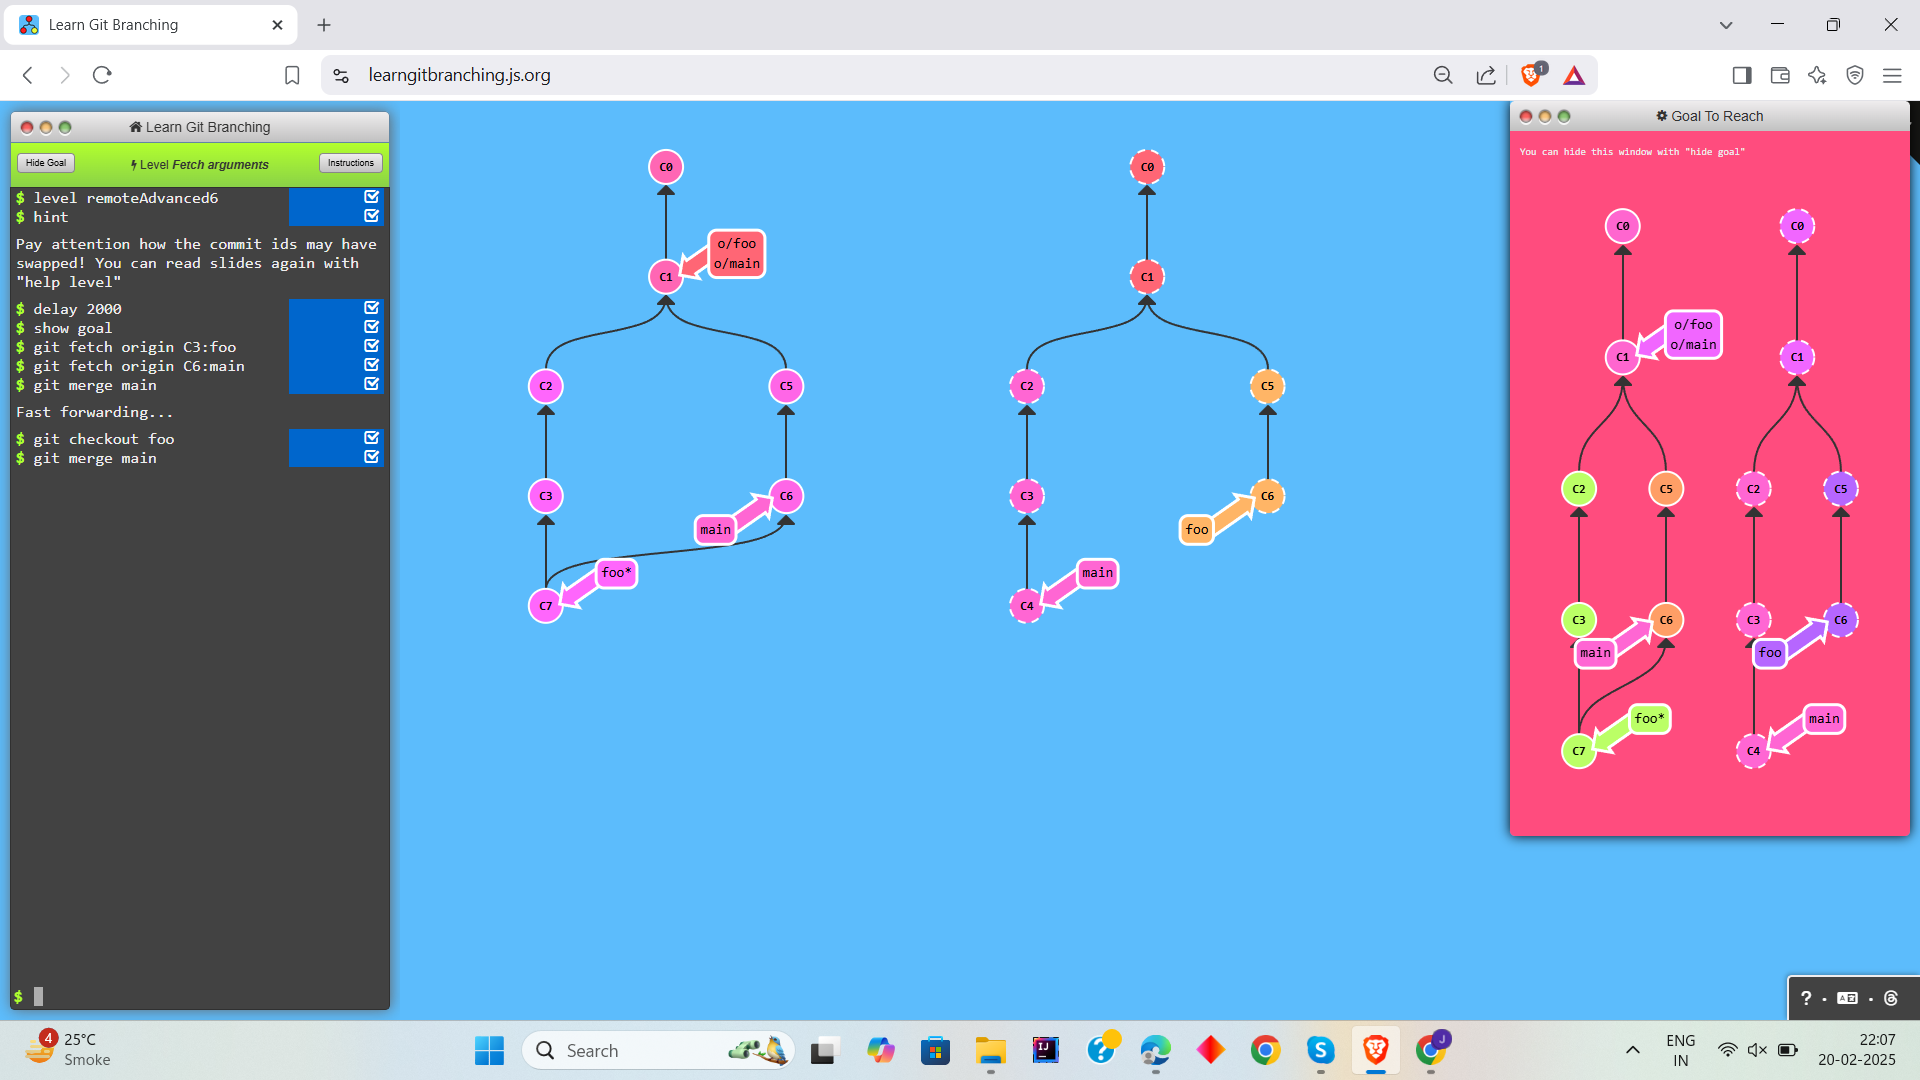 Learn Git Branching
learngitbranching.js.org
1
Learn Git Branching
Hide Goal
Level Fetch arguments
Instructions
$ level remoteAdvanced6
$ hint
Pay attention how the commit ids may have
swapped! You can read slides again with
"help level"
$ delay 2000
$ show goal
$ git fetch origin C3:foo
$ git fetch origin C6:main
$ git merge main
Fast forwarding...
$ git checkout foo
$ git merge main
$
C0
o/foo
o/main
C1
C2
C5
C3
C6
main
foo*
C7
C0
C1
C2
C5
C3
C6
foo
main
C4
Goal To Reach
You can hide this window with "hide goal"
C0
C0
o/foo
o/main
C1
C1
C2
C5
C2
C5
C3
C6
C3
C6
main
foo
foo*
main
C7
C4
?
4
25°C
Smoke
Search
IJ
?
S
J
ENG
IN
22:07
20-02-2025